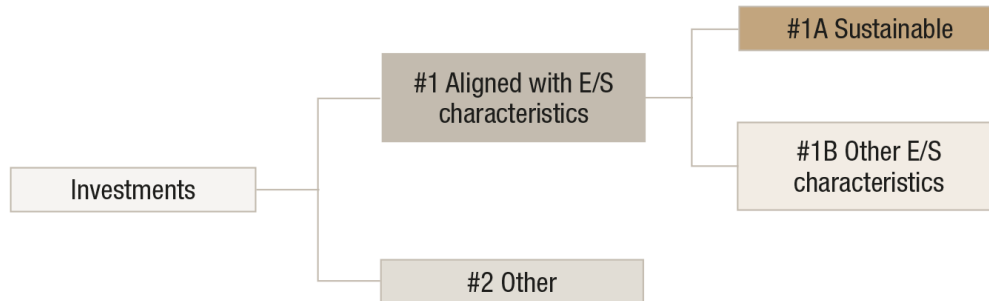 #1A Sustainable
#1 Aligned with E/S
characteristics
#1B Other E/S
characteristics
Investments
#2 Other